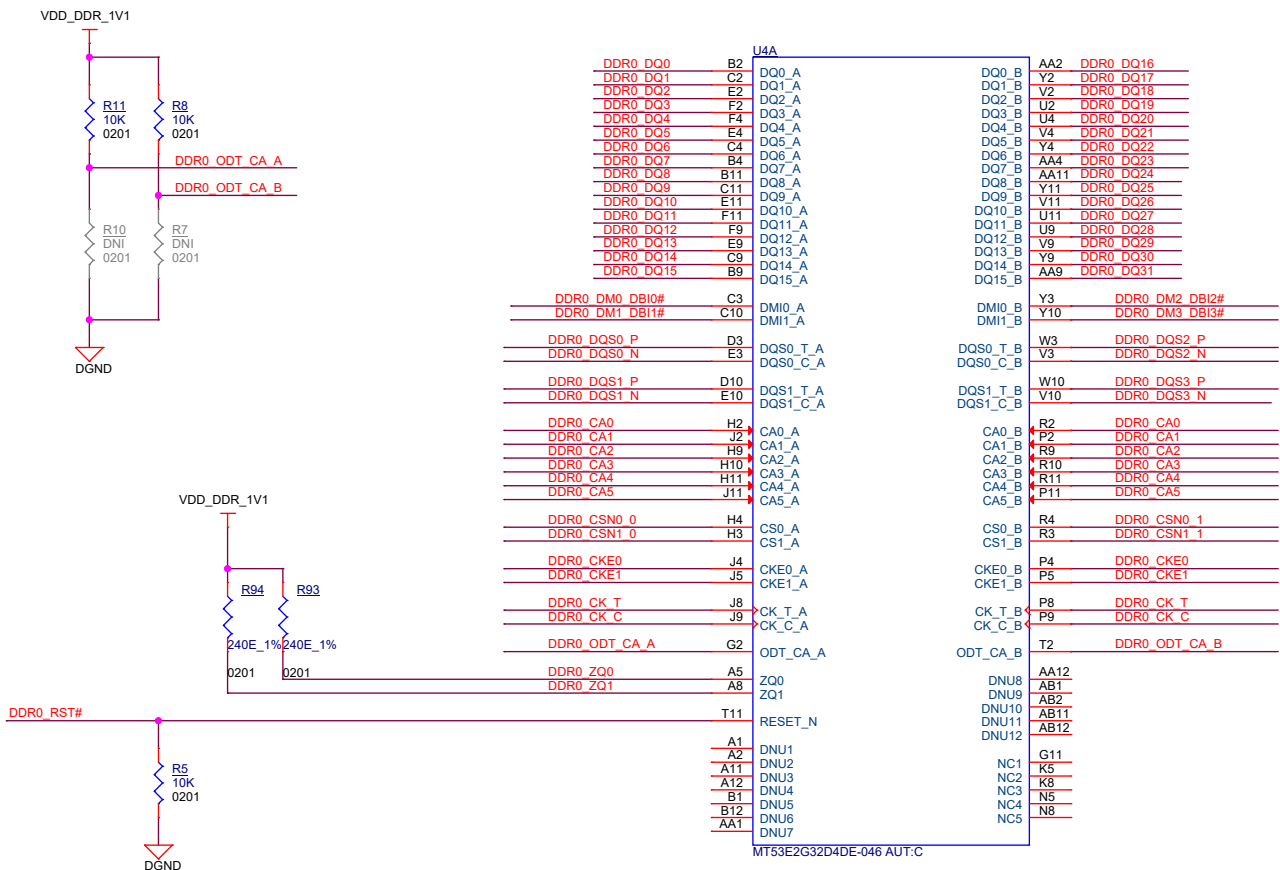 VDD_DDR_1V1
R11
10K
0201
R8
10K
0201
DDR0_ODT_CA_A
DDR0_ODT_CA_B
R10
DNI
0201
R7
DNI
0201
DGND
VDD_DDR_1V1
R94
R93
240E_1%
240E_1%
0201
0201
DDR0_RST#
R5
10K
0201
DGND
U4A
DDR0_DQ0 B2 DQ0_A DQ0_B AA2 DDR0_DQ16
DDR0_DQ1 C2 DQ1_A DQ1_B Y2 DDR0_DQ17
DDR0_DQ2 E2 DQ2_A DQ2_B V2 DDR0_DQ18
DDR0_DQ3 F2 DQ3_A DQ3_B U2 DDR0_DQ19
DDR0_DQ4 F4 DQ4_A DQ4_B U4 DDR0_DQ20
DDR0_DQ5 E4 DQ5_A DQ5_B V4 DDR0_DQ21
DDR0_DQ6 C4 DQ6_A DQ6_B Y4 DDR0_DQ22
DDR0_DQ7 B4 DQ7_A DQ7_B AA4 DDR0_DQ23
DDR0_DQ8 B11 DQ8_A DQ8_B AA11 DDR0_DQ24
DDR0_DQ9 C11 DQ9_A DQ9_B Y11 DDR0_DQ25
DDR0_DQ10 E11 DQ10_A DQ10_B V11 DDR0_DQ26
DDR0_DQ11 F11 DQ11_A DQ11_B U11 DDR0_DQ27
DDR0_DQ12 F9 DQ12_A DQ12_B U9 DDR0_DQ28
DDR0_DQ13 E9 DQ13_A DQ13_B V9 DDR0_DQ29
DDR0_DQ14 C9 DQ14_A DQ14_B Y9 DDR0_DQ30
DDR0_DQ15 B9 DQ15_A DQ15_B AA9 DDR0_DQ31
DDR0_DM0_DBI0# C3 DMI0_A DMI0_B Y3 DDR0_DM2_DBI2#
DDR0_DM1_DBI1# C10 DMI1_A DMI1_B Y10 DDR0_DM3_DBI3#
DDR0_DQS0_P D3 DQS0_T_A DQS0_T_B W3 DDR0_DQS2_P
DDR0_DQS0_N E3 DQS0_C_A DQS0_C_B V3 DDR0_DQS2_N
DDR0_DQS1_P D10 DQS1_T_A DQS1_T_B W10 DDR0_DQS3_P
DDR0_DQS1_N E10 DQS1_C_A DQS1_C_B V10 DDR0_DQS3_N
DDR0_CA0 H2 CA0_A CA0_B R2 DDR0_CA0
DDR0_CA1 J2 CA1_A CA1_B P2 DDR0_CA1
DDR0_CA2 H9 CA2_A CA2_B R9 DDR0_CA2
DDR0_CA3 H10 CA3_A CA3_B R10 DDR0_CA3
DDR0_CA4 H11 CA4_A CA4_B R11 DDR0_CA4
DDR0_CA5 J11 CA5_A CA5_B P11 DDR0_CA5
DDR0_CSN0_0 H4 CS0_A CS0_B R4 DDR0_CSN0_1
DDR0_CSN1_0 H3 CS1_A CS1_B R3 DDR0_CSN1_1
DDR0_CKE0 J4 CKE0_A CKE0_B P4 DDR0_CKE0
DDR0_CKE1 J5 CKE1_A CKE1_B P5 DDR0_CKE1
DDR0_CK_T J8 CK_T_A CK_T_B P8 DDR0_CK_T
DDR0_CK_C J9 CK_C_A CK_C_B P9 DDR0_CK_C
DDR0_ODT_CA_A G2 ODT_CA_A ODT_CA_B T2 DDR0_ODT_CA_B
DDR0_ZQ0 A5 ZQ0 DNU8 AA12
DDR0_ZQ1 A8 ZQ1 DNU9 AB1
DNU10 AB2
T11 RESET_N DNU11 AB11
DNU12 AB12
A1 DNU1
A2 DNU2 NC1 G11
A11 DNU3 NC2 K5
A12 DNU4 NC3 K8
B1 DNU5 NC4 N5
B12 DNU6 NC5 N8
AA1 DNU7
MT53E2G32D4DE-046 AUT:C